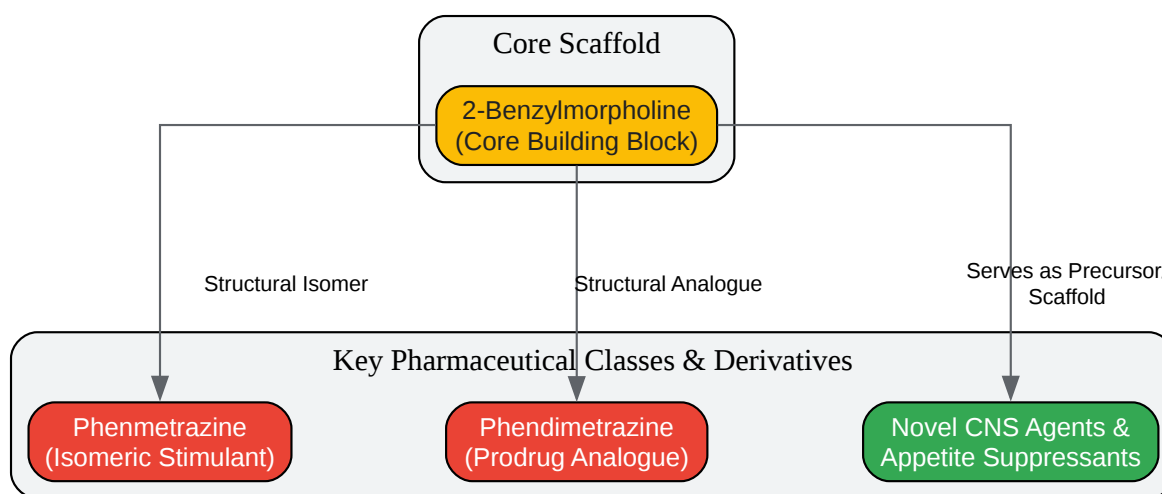 Core Scaffold
2-Benzylmorpholine
(Core Building Block)
Structural Isomer
Structural Analogue
Serves as Precursor
Scaffold
Key Pharmaceutical Classes & Derivatives
Phenmetrazine
(Isomeric Stimulant)
Phendimetrazine
(Prodrug Analogue)
Novel CNS Agents &
Appetite Suppressants